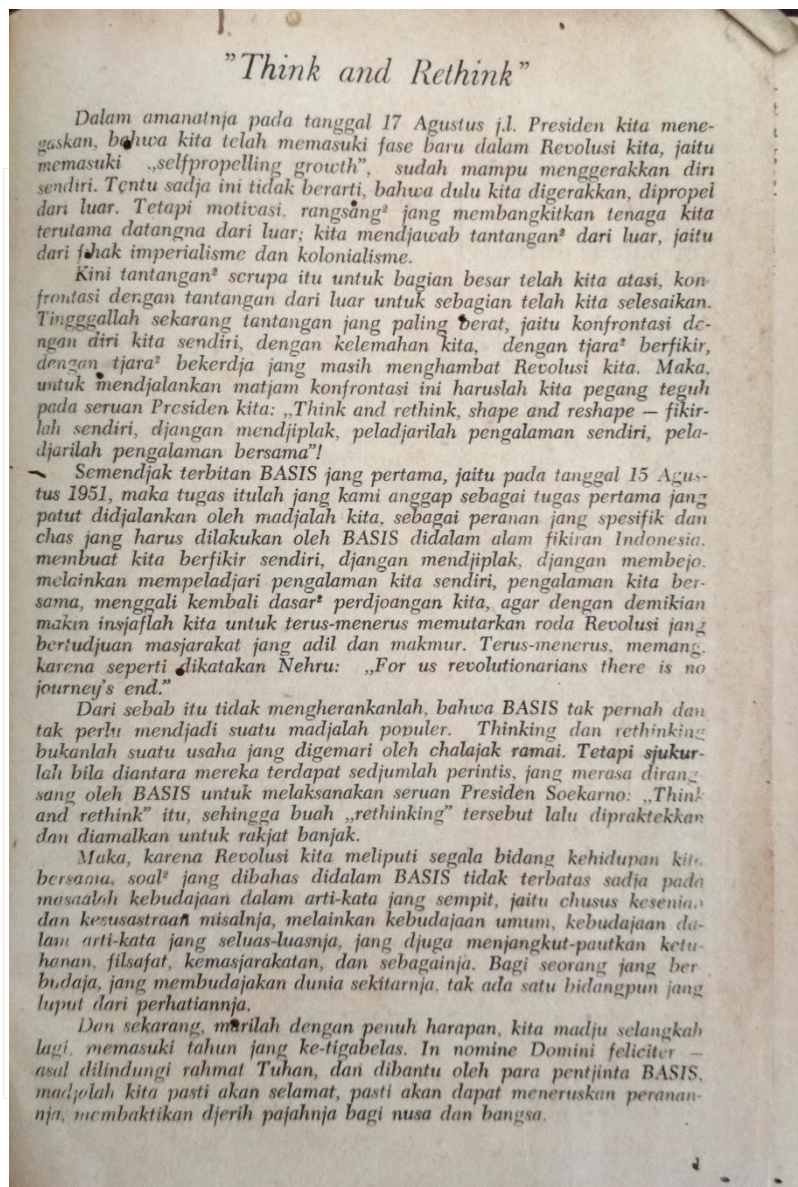 "Think and Rethink"
Dalam amanatnja pada tanggal 17 Agustus j.l. Presiden kita mene-
gaskan, bahwa kita telah memasuki fase baru dalam Revolusi kita, jaitu
memasuki „selfpropelling growth", sudah mampu menggerakkan diri
sendiri. Tentu sadja ini tidak berarti, bahwa dulu kita digerakkan, dipropel
dari luar. Tetapi motivasi, rangsang² jang membangkitkan tenaga kita
terutama datangna dari luar; kita mendjawab tantangan² dari luar, jaitu
dari fihak imperialisme dan kolonialisme.
Kini tantangan² serupa itu untuk bagian besar telah kita atasi, kon-
frontasi dengan tantangan dari luar untuk sebagian telah kita selesaikan.
Tingggallah sekarang tantangan jang paling berat, jaitu konfrontasi de-
ngan diri kita sendiri, dengan kelemahan kita, dengan tjara² berfikir,
dengan tjara² bekerdja jang masih menghambat Revolusi kita. Maka,
untuk mendjalankan matjam konfrontasi ini haruslah kita pegang teguh
pada seruan Presiden kita: „Think and rethink, shape and reshape — fikir-
lah sendiri, djangan mendjiplak, peladjarilah pengalaman sendiri, pela-
djarilah pengalaman bersama"!
Semendjak terbitan BASIS jang pertama, jaitu pada tanggal 15 Agus-
tus 1951, maka tugas itulah jang kami anggap sebagai tugas pertama jang
patut didjalankan oleh madjalah kita, sebagai peranan jang spesifik dan
chas jang harus dilakukan oleh BASIS didalam alam fikiran Indonesia.
membuat kita berfikir sendiri, djangan mendjiplak, djangan membejo.
melainkan mempeladjari pengalaman kita sendiri, pengalaman kita ber-
sama, menggali kembali dasar² perdjoangan kita, agar dengan demikian
makin insjaflah kita untuk terus-menerus memutarkan roda Revolusi jang
bertudjuan masjarakat jang adil dan makmur. Terus-menerus, memang,
karena seperti dikatakan Nehru: „For us revolutionarians there is no
journey's end."
Dari sebab itu tidak mengherankanlah, bahwa BASIS tak pernah dan
tak perlu mendjadi suatu madjalah populer. Thinking dan rethinking
bukanlah suatu usaha jang digemari oleh chalajak ramai. Tetapi sjukur-
lah bila diantara mereka terdapat sedjumlah perintis, jang merasa dirang-
sang oleh BASIS untuk melaksanakan seruan Presiden Soekarno: „Think
and rethink" itu, sehingga buah „rethinking" tersebut lalu dipraktekkan
dan diamalkan untuk rakjat banjak.
Maka, karena Revolusi kita meliputi segala bidang kehidupan kita
bersama, soal² jang dibahas didalam BASIS tidak terbatas sadja pada
masaalah kebudajaan dalam arti-kata jang sempit, jaitu chusus kesenian
dan kesusastraan misalnja, melainkan kebudajaan umum, kebudajaan da-
lam arti-kata jang seluas-luasnja, jang djuga menjangkut-pautkan ketu-
hanan, filsafat, kemasjarakatan, dan sebagainja. Bagi seorang jang ber
budaja, jang membudajakan dunia sekitarnja, tak ada satu bidangpun jang
luput dari perhatiannja.
Dan sekarang, marilah dengan penuh harapan, kita madju selangkah
lagi, memasuki tahun jang ke-tigabelas. In nomine Domini feliciter —
asal dilindungi rahmat Tuhan, dan dibantu oleh para pentjinta BASIS,
madjalah kita pasti akan selamat, pasti akan dapat meneruskan peranan-
nja, membaktikan djerih pajahnja bagi nusa dan bangsa.